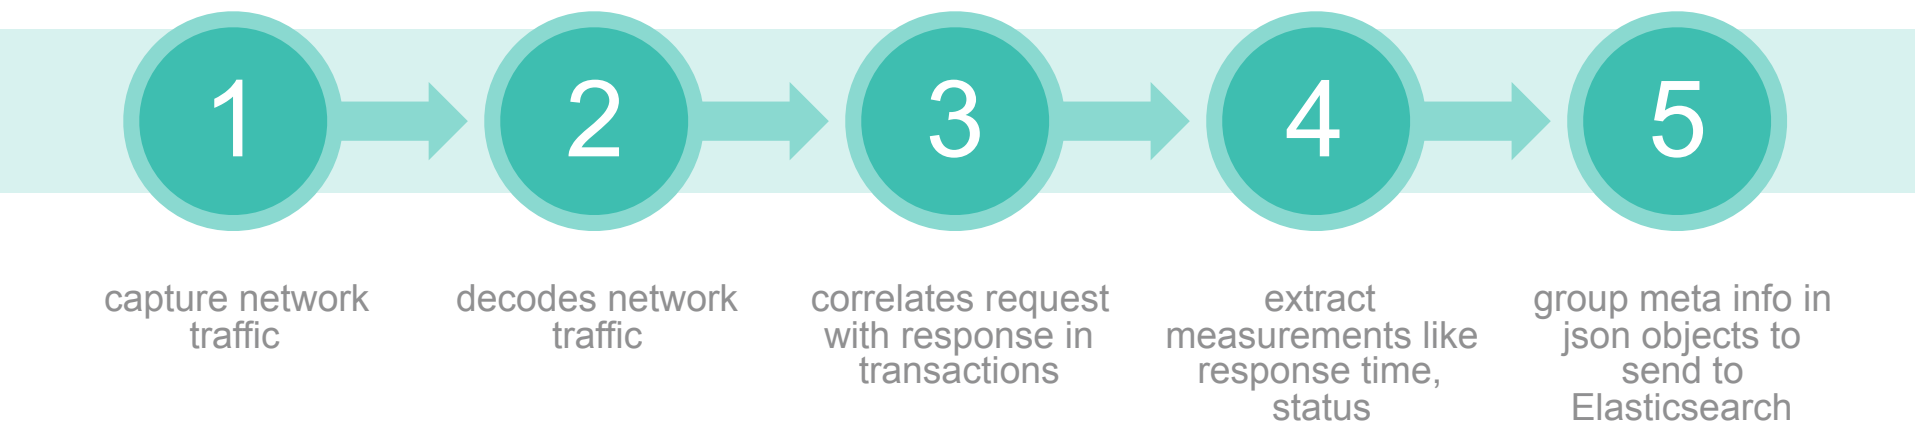 1
2
3
4
5
capture network
traffic
decodes network
traffic
correlates request
with response in
transactions
extract
measurements like
response time,
status
group meta info in
json objects to
send to
Elasticsearch